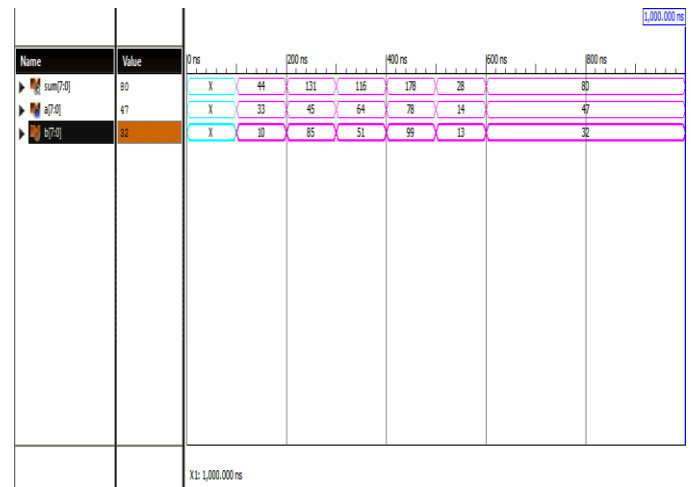 1,000.000 ns
Name Value 0 ns 200 ns 400 ns 600 ns 800 ns
sum[7:0] 80 X 44 131 116 178 28 80
a[7:0] 47 X 33 45 64 78 14 47
b[7:0] 32 X 10 85 51 99 13 32
X1: 1,000.000 ns